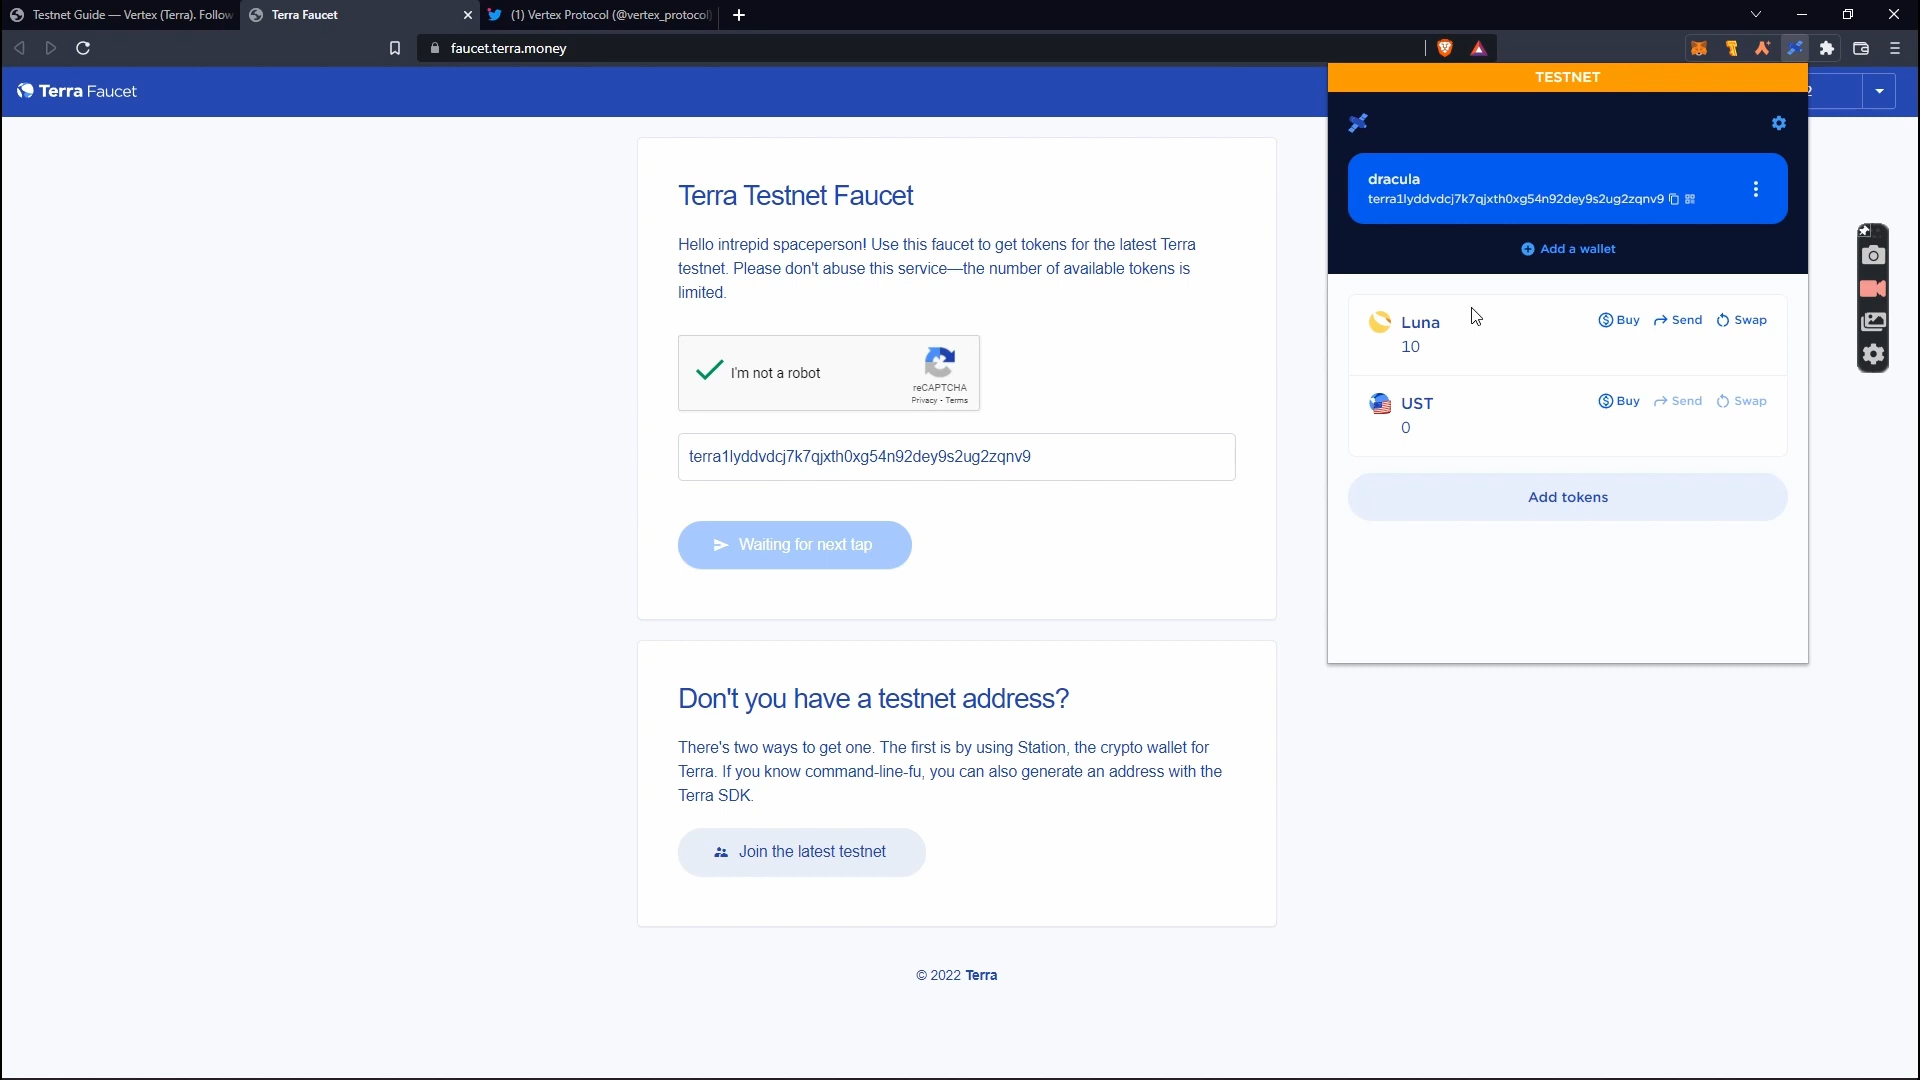 Testnet Guide — Vertex (Terra). Follow
Terra Faucet
(1) Vertex Protocol (@vertex_protocol)
faucet.terra.money
Terra Faucet
TESTNET
2
dracula
terra1lyddvdcj7k7qjxth0xg54n92dey9s2ug2zqnv9
Add a wallet
Luna
10
Buy
Send
Swap
UST
0
Buy
Send
Swap
Add tokens
Terra Testnet Faucet
Hello intrepid spaceperson! Use this faucet to get tokens for the latest Terra
testnet. Please don't abuse this service—the number of available tokens is
limited.
I'm not a robot
reCAPTCHA
Privacy - Terms
terra1lyddvdcj7k7qjxth0xg54n92dey9s2ug2zqnv9
Waiting for next tap
Don't you have a testnet address?
There's two ways to get one. The first is by using Station, the crypto wallet for
Terra. If you know command-line-fu, you can also generate an address with the
Terra SDK.
Join the latest testnet
© 2022 Terra